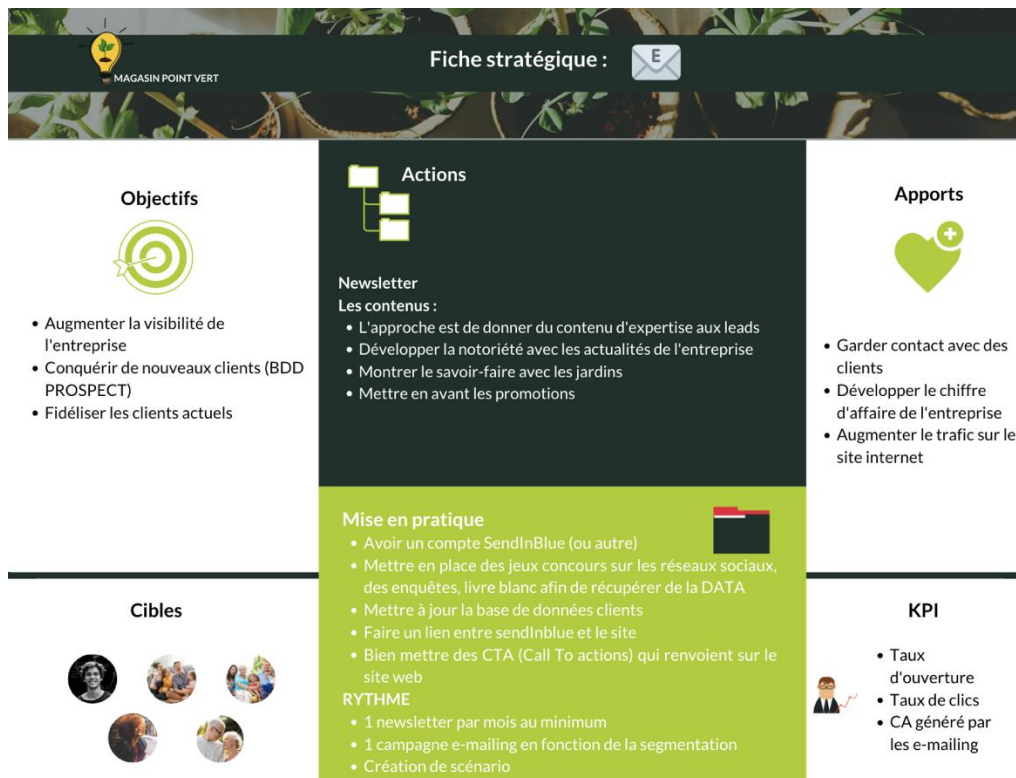 MAGASIN POINT VERT
Fiche stratégique :
E
Objectifs
• Augmenter la visibilité de
l'entreprise
• Conquérir de nouveaux clients (BDD
PROSPECT)
• Fidéliser les clients actuels
Actions
Newsletter
Les contenus :
• L'approche est de donner du contenu d'expertise aux leads
• Développer la notoriété avec les actualités de l'entreprise
• Montrer le savoir-faire avec les jardins
• Mettre en avant les promotions
Apports
• Garder contact avec des
clients
• Développer le chiffre
d'affaire de l'entreprise
• Augmenter le trafic sur le
site internet
Mise en pratique
• Avoir un compte SendInBlue (ou autre)
• Mettre en place des jeux concours sur les réseaux sociaux,
des enquêtes, livre blanc afin de récupérer de la DATA
• Mettre à jour la base de données clients
• Faire un lien entre sendInblue et le site
• Bien mettre des CTA (Call To actions) qui renvoient sur le
site web
RYTHME
• 1 newsletter par mois au minimum
• 1 campagne e-mailing en fonction de la segmentation
• Création de scénario
Cibles
KPI
• Taux
d'ouverture
• Taux de clics
• CA généré par
les e-mailing